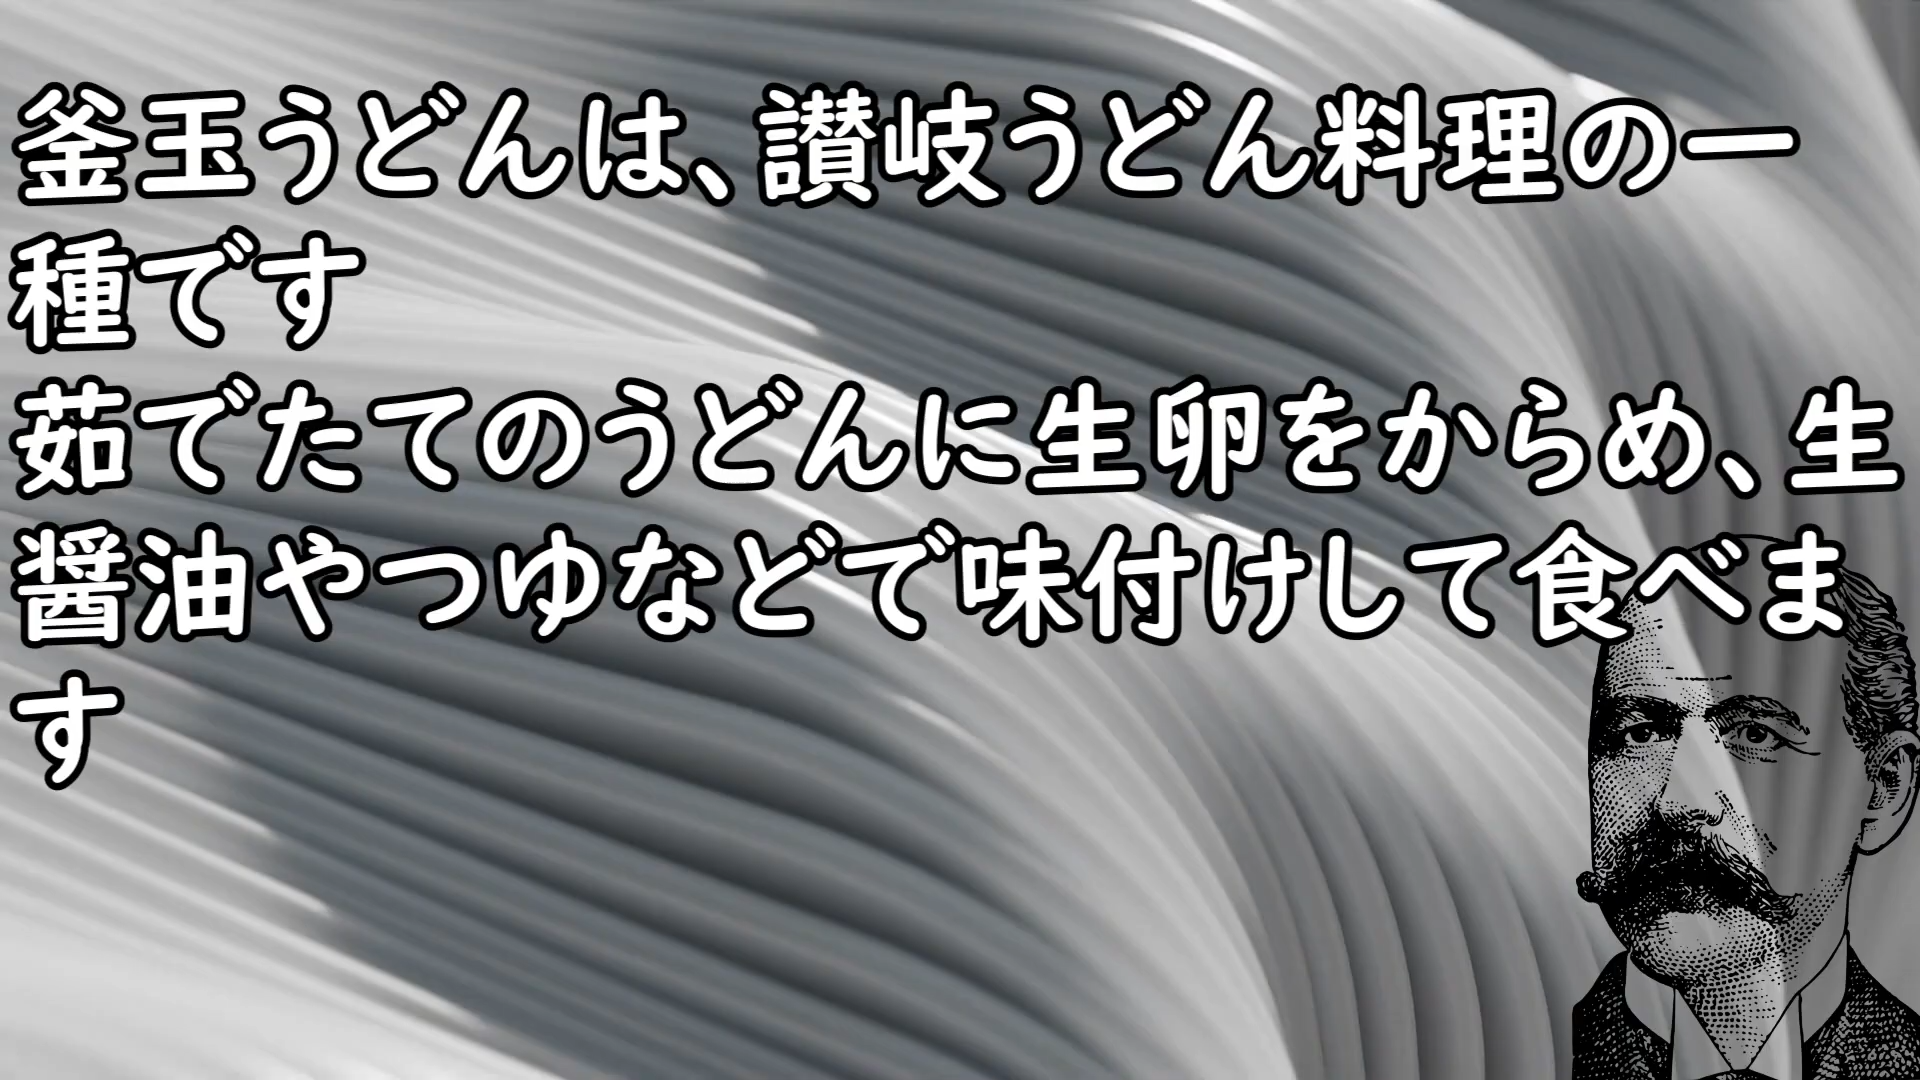 釜玉うどんは、讃岐うどん料理の一
種です
茹でたてのうどんに生卵をからめ、生
醤油やつゆなどで味付けして食べま
す